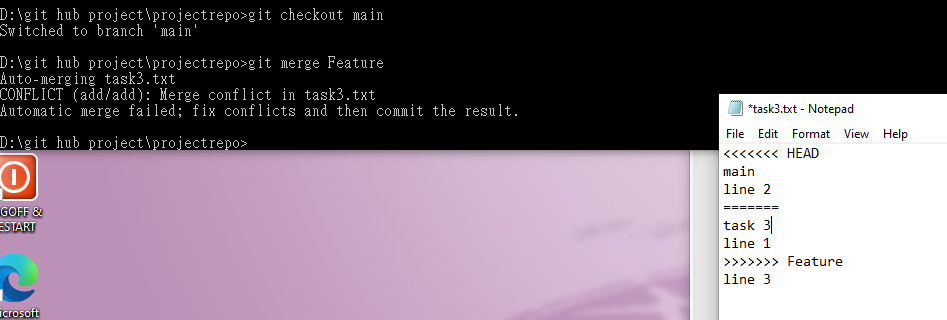 D:\git hub project\projectrepo>git checkout main
Switched to branch 'main'
D:\git hub project\projectrepo>git merge Feature
Auto-merging task3.txt
CONFLICT (add/add): Merge conflict in task3.txt
Automatic merge failed; fix conflicts and then commit the result.
D:\git hub project\projectrepo>
*task3.txt - Notepad
File Edit Format View Help
<<<<<<< HEAD
main
line 2
=======
task 3
line 1
>>>>>>> Feature
line 3
GOFF &
ESTART
icrosoft